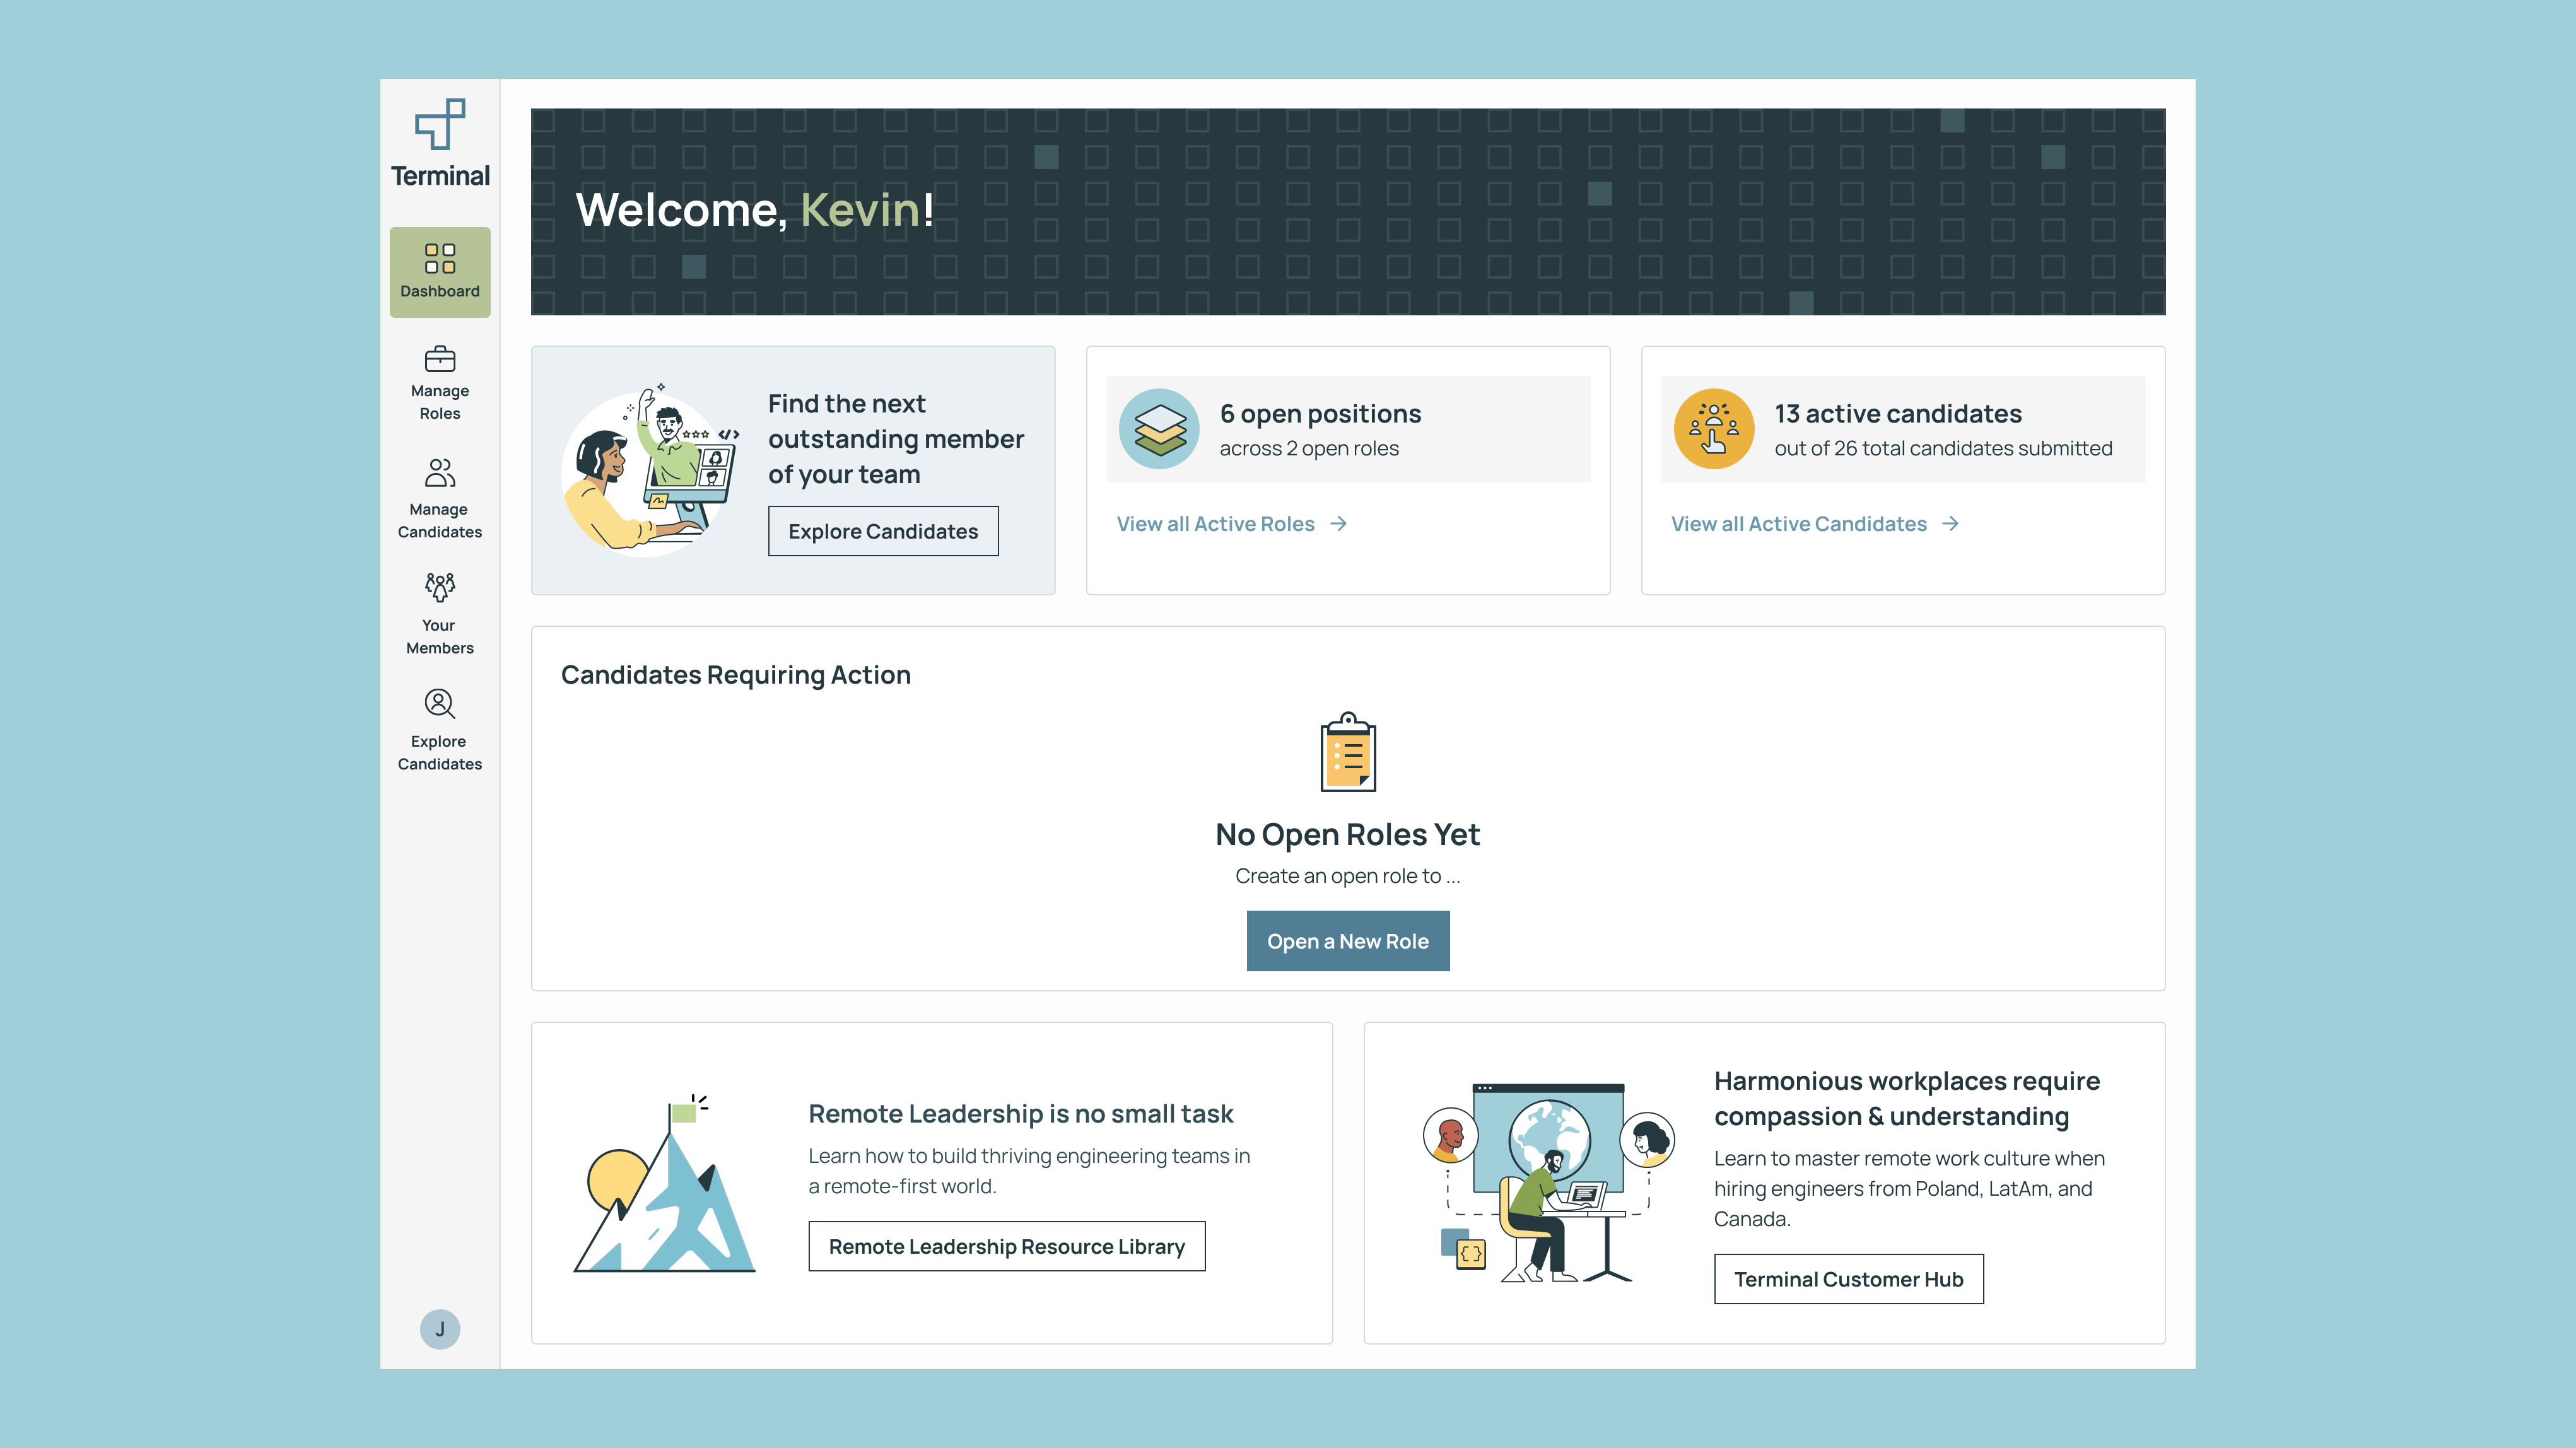 Terminal
Dashboard
Manage
Roles
Manage
Candidates
Your
Members
Explore
Candidates
J
Welcome, Kevin!
Find the next
outstanding member
of your team
Explore Candidates
6 open positions
across 2 open roles
View all Active Roles →
13 active candidates
out of 26 total candidates submitted
View all Active Candidates →
Candidates Requiring Action
No Open Roles Yet
Create an open role to ...
Open a New Role
Remote Leadership is no small task
Learn how to build thriving engineering teams in
a remote-first world.
Remote Leadership Resource Library
Harmonious workplaces require
compassion & understanding
Learn to master remote work culture when
hiring engineers from Poland, LatAm, and
Canada.
Terminal Customer Hub